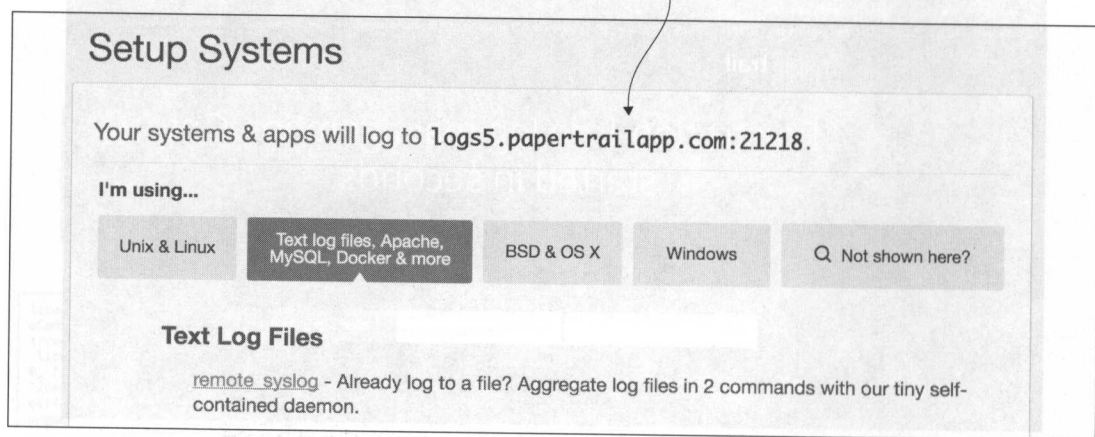 Setup Systems
Your systems & apps will log to logs5.papertrailapp.com:21218.
I'm using...
Unix & Linux
Text log files, Apache,
MySQL, Docker & more
BSD & OS X
Windows
Not shown here?
Text Log Files
remote_syslog - Already log to a file? Aggregate log files in 2 commands with our tiny self-
contained daemon.